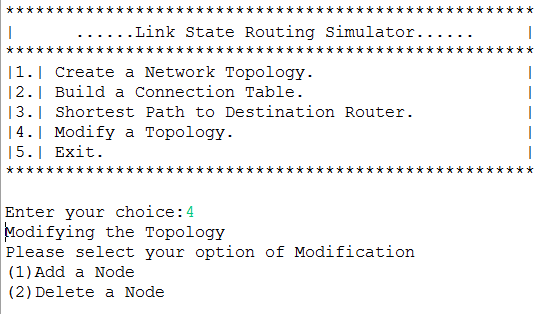 *****************************************************
|      ......Link State Routing Simulator......     |
*****************************************************
|1.| Create a Network Topology.                     |
|2.| Build a Connection Table.                      |
|3.| Shortest Path to Destination Router.           |
|4.| Modify a Topology.                             |
|5.| Exit.                                          |
*****************************************************
Enter your choice:4
Modifying the Topology
Please select your option of Modification
(1)Add a Node
(2)Delete a Node